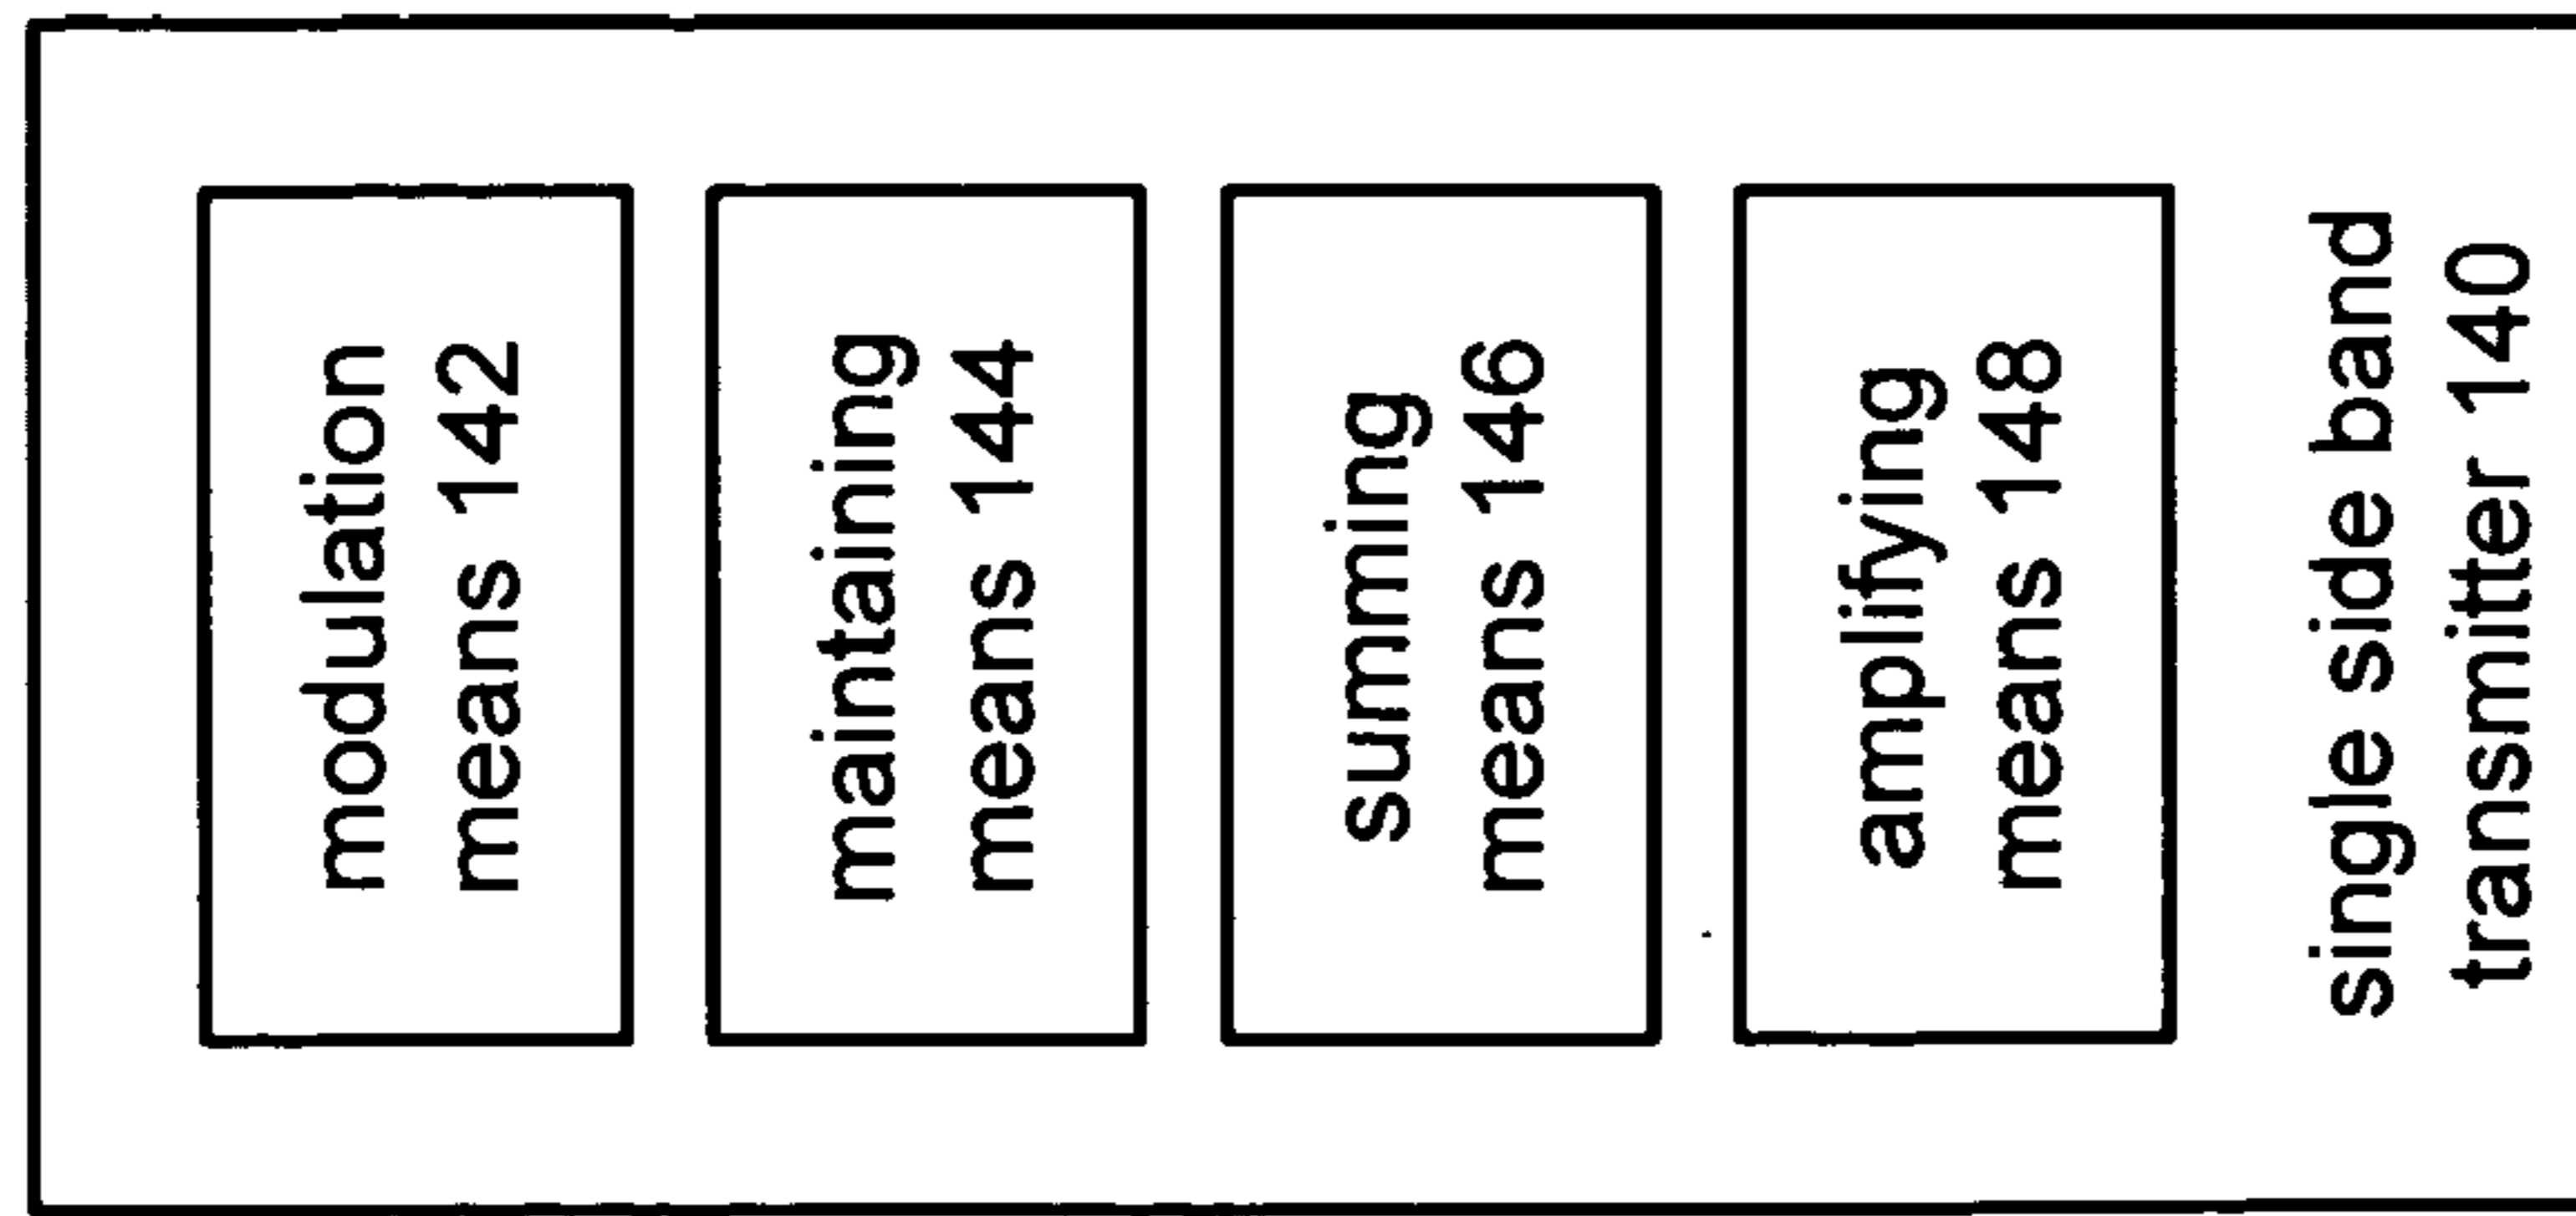 modulation
means 142
maintaining
means 144
summing
means 146
amplifying
means 148
single side band
transmitter 140